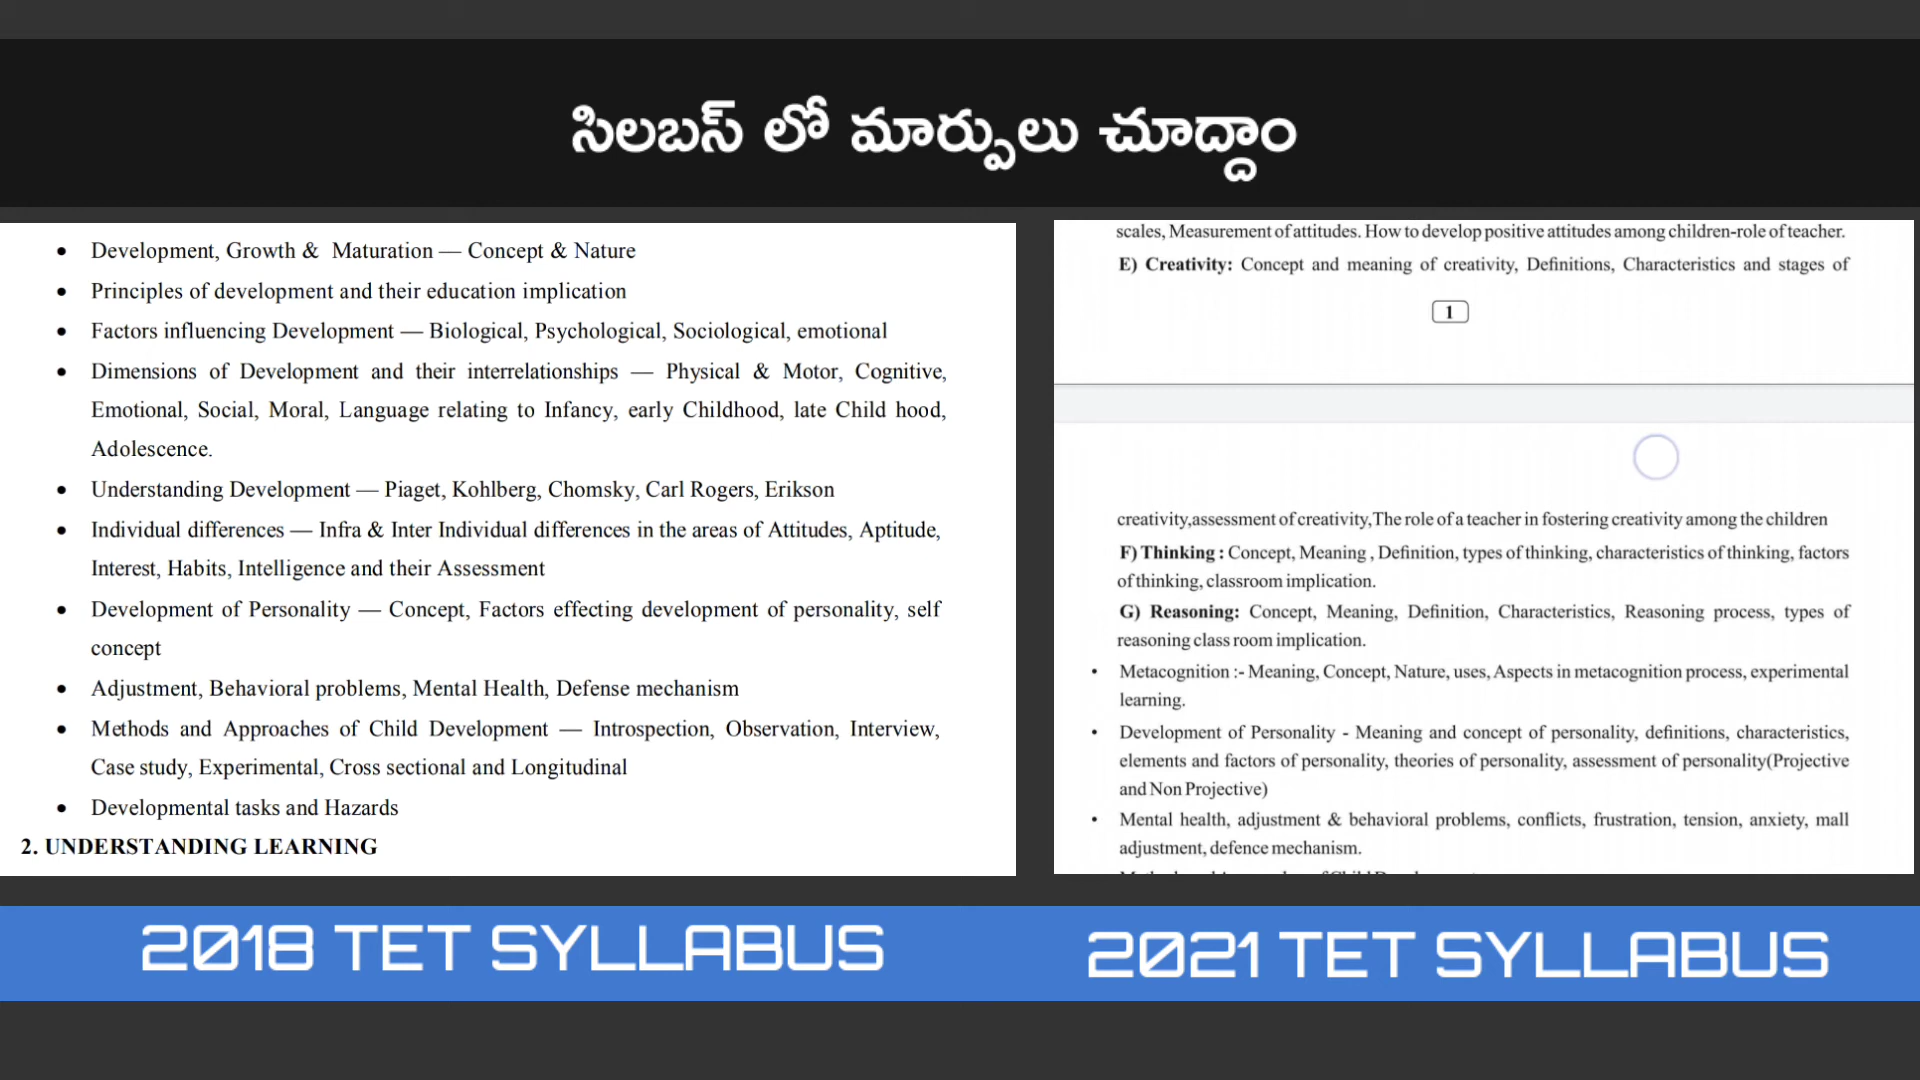 సిలబస్ లో మార్పులు చూద్దాం
• Development, Growth & Maturation — Concept & Nature
• Principles of development and their education implication
• Factors influencing Development — Biological, Psychological, Sociological, emotional
• Dimensions of Development and their interrelationships — Physical & Motor, Cognitive,
Emotional, Social, Moral, Language relating to Infancy, early Childhood, late Child hood,
Adolescence.
• Understanding Development — Piaget, Kohlberg, Chomsky, Carl Rogers, Erikson
• Individual differences — Infra & Inter Individual differences in the areas of Attitudes, Aptitude,
Interest, Habits, Intelligence and their Assessment
• Development of Personality — Concept, Factors effecting development of personality, self
concept
• Adjustment, Behavioral problems, Mental Health, Defense mechanism
• Methods and Approaches of Child Development — Introspection, Observation, Interview,
Case study, Experimental, Cross sectional and Longitudinal
• Developmental tasks and Hazards
2. UNDERSTANDING LEARNING
2018 TET SYLLABUS
scales, Measurement of attitudes. How to develop positive attitudes among children-role of teacher.
E) Creativity: Concept and meaning of creativity, Definitions, Characteristics and stages of
1
creativity,assessment of creativity,The role of a teacher in fostering creativity among the children
F) Thinking : Concept, Meaning , Definition, types of thinking, characteristics of thinking, factors
of thinking, classroom implication.
G) Reasoning: Concept, Meaning, Definition, Characteristics, Reasoning process, types of
reasoning class room implication.
• Metacognition :- Meaning, Concept, Nature, uses, Aspects in metacognition process, experimental
learning.
• Development of Personality - Meaning and concept of personality, definitions, characteristics,
elements and factors of personality, theories of personality, assessment of personality(Projective
and Non Projective)
• Mental health, adjustment & behavioral problems, conflicts, frustration, tension, anxiety, mall
adjustment, defence mechanism.
2021 TET SYLLABUS